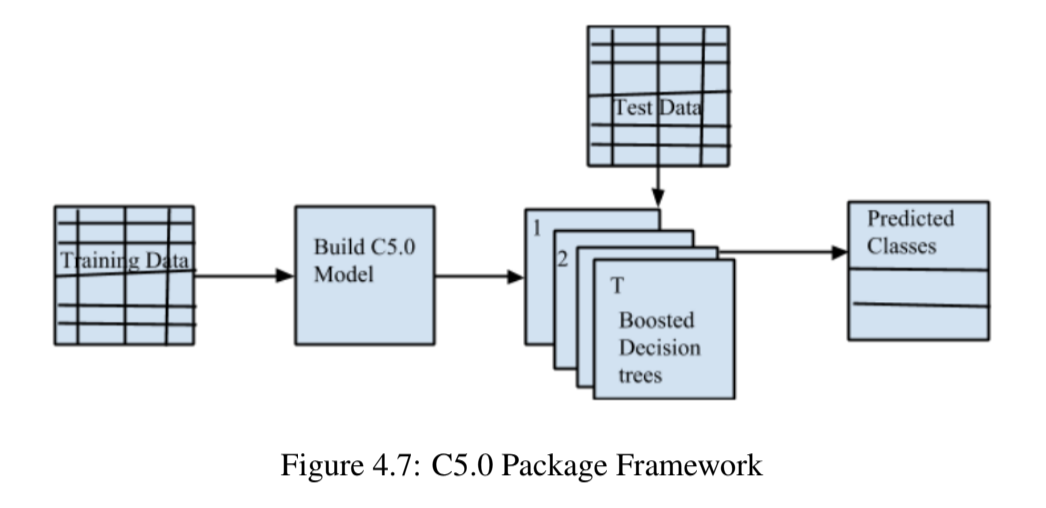 Test Data
Training Data
Build C5.0
Model
1
2
T
Boosted
Decision
trees
Predicted
Classes
Figure 4.7: C5.0 Package Framework